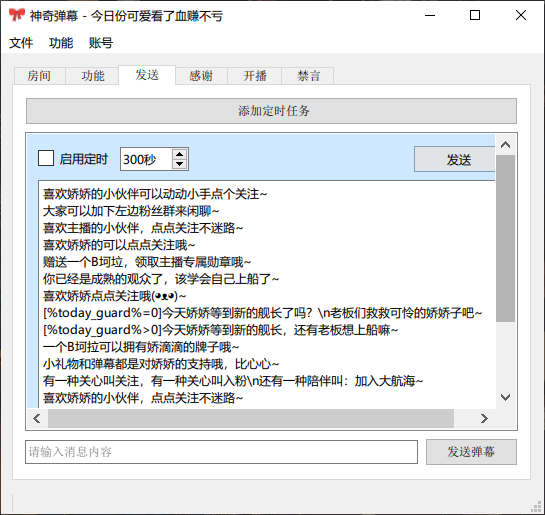 神奇弹幕 - 今日份可爱看了血赚不亏
文件 功能 账号
房间 功能 发送 感谢 开播 禁言
添加定时任务
启用定时 300秒 发送
喜欢娇娇的小伙伴可以动动小手点个关注~
大家可以加下左边粉丝群来闲聊~
喜欢主播的小伙伴，点点关注不迷路~
喜欢娇娇的可以点点关注哦~
赠送一个B坷垃，领取主播专属勋章哦~
你已经是成熟的观众了，该学会自己上船了~
喜欢娇娇点点关注哦(◕ᴥ◕)~
[%today_guard%=0]今天娇娇等到新的舰长了吗？\n老板们救救可怜的娇娇子吧~
[%today_guard%>0]今天娇娇等到新的舰长，还有老板想上船嘛~
一个B坷拉可以拥有娇滴滴的牌子哦~
小礼物和弹幕都是对娇娇的支持哦，比心心~
有一种关心叫关注，有一种关心叫入粉\n还有一种陪伴叫：加入大航海~
喜欢娇娇的小伙伴，点点关注不迷路~
请输入消息内容 发送弹幕